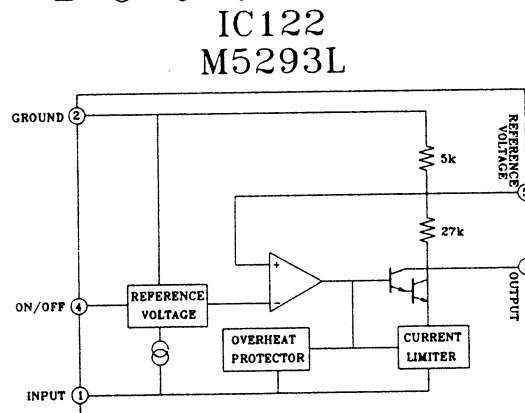 IC122
M5293L
GROUND 2
REFERENCE
VOLTAGE
5k
27k
+
−
ON/OFF 4
REFERENCE
VOLTAGE
OUTPUT
OVERHEAT
PROTECTOR
CURRENT
LIMITER
INPUT 1